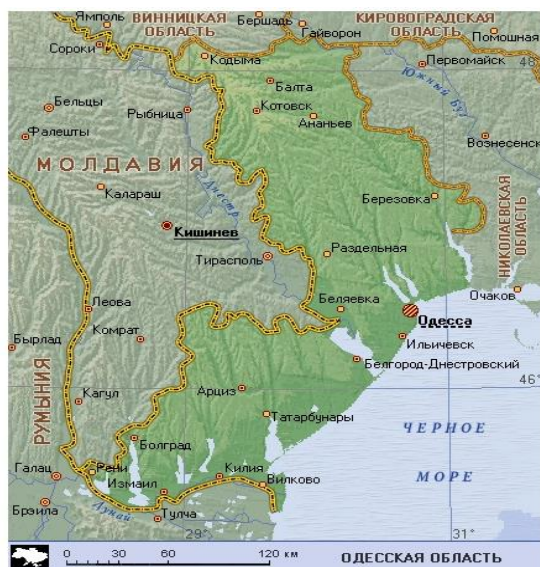 Ямполь
ВИННИЦКАЯ
ОБЛАСТЬ
Бершадь
Гайворон
КИРОВОГРАДСКАЯ
ОБЛАСТЬ
Помошная
Сороки
Кодыма
Первомайск
48
Бельцы
Балта
Рыбница
Котовск
Ананьев
Южный Буг
Фалешты
Вознесенск
МОЛДАВИЯ
Калараш
Днестр
Березовка
НИКОЛАЕВСКАЯ
ОБЛАСТЬ
Кишинев
Раздельная
Тирасполь
Очаков
Леова
Беляевка
Одесса
Бырлад
Комрат
Ильичевск
Белгород-Днестровский
РУМЫНИЯ
46°
Кагул
Арциз
Татарбунары
ЧЕРНОЕ
МОРЕ
Болград
Галац
Рени
Измаил
Килия
Вилково
Брэила
Дунай
Тулча
29°
31°
0 30 60 120 км
ОДЕССКАЯ ОБЛАСТЬ